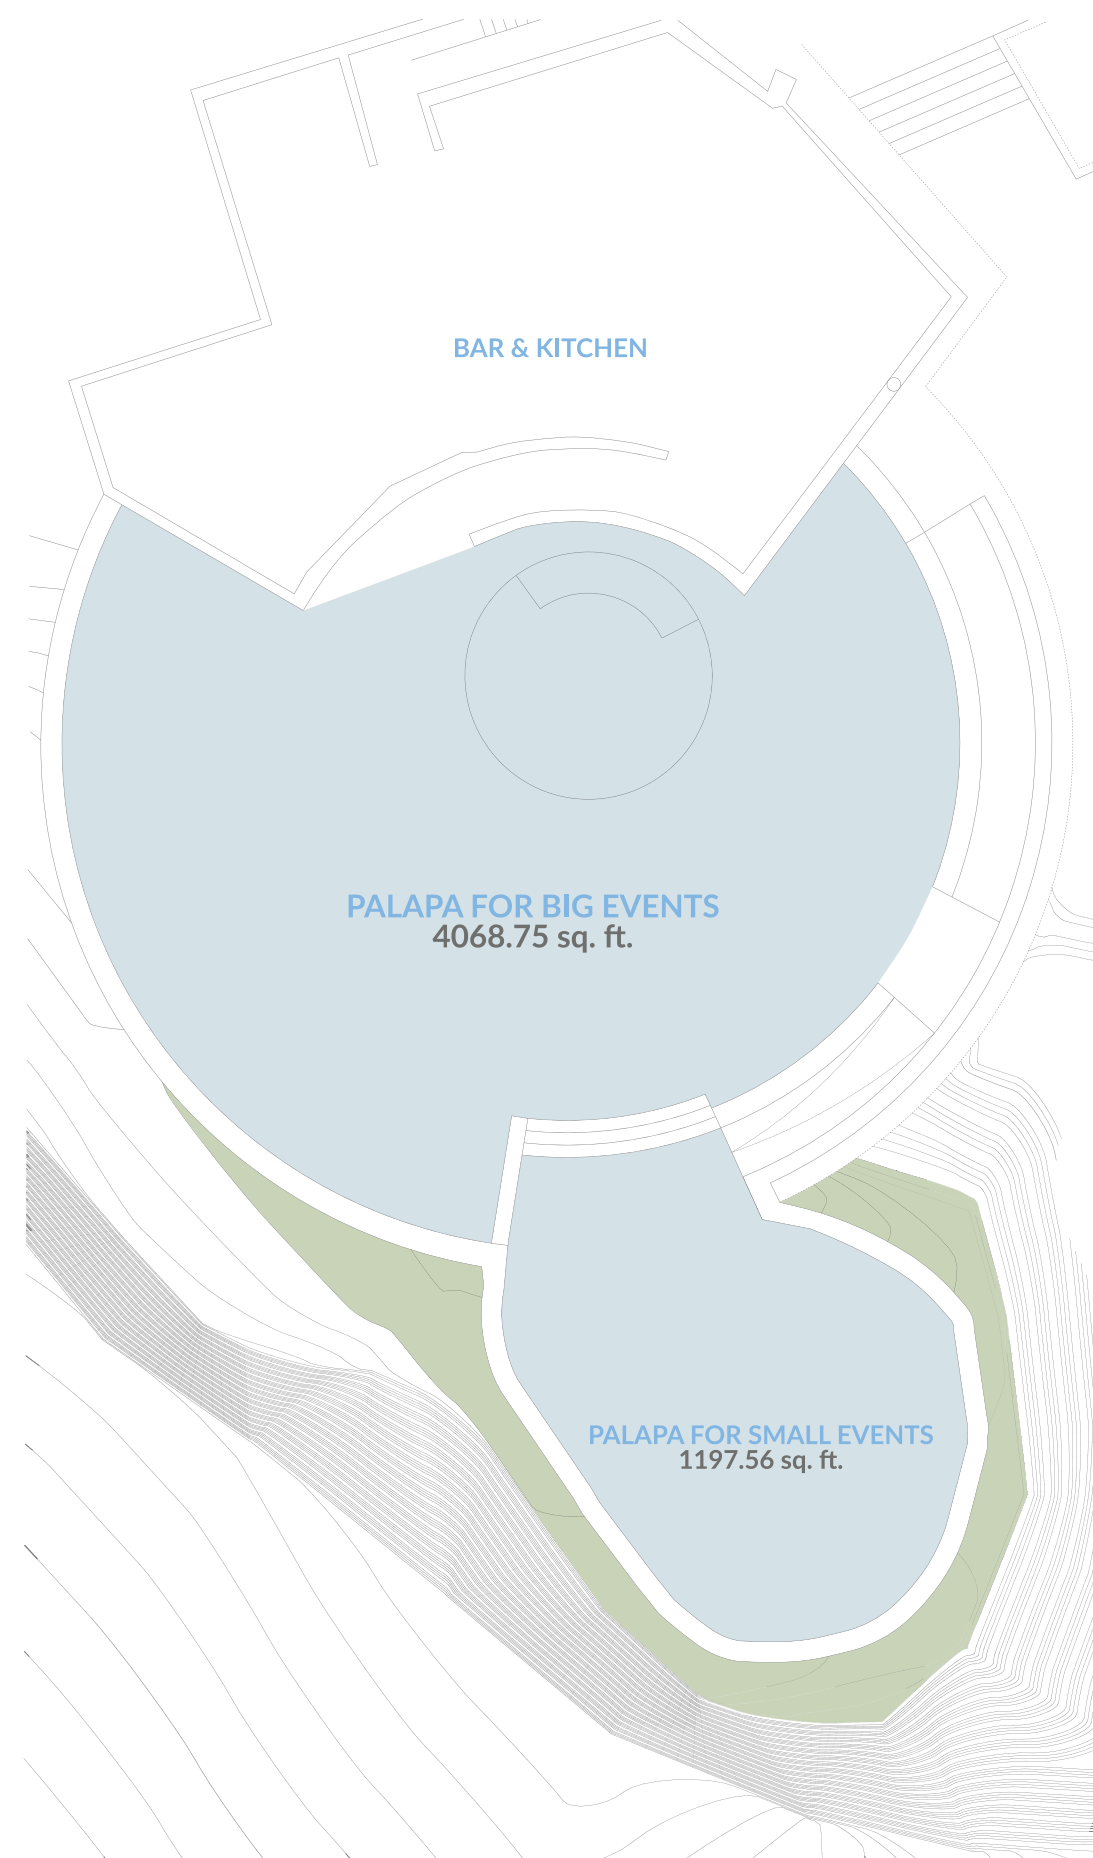 BAR & KITCHEN
PALAPA FOR BIG EVENTS
4068.75 sq. ft.
PALAPA FOR SMALL EVENTS
1197.56 sq. ft.